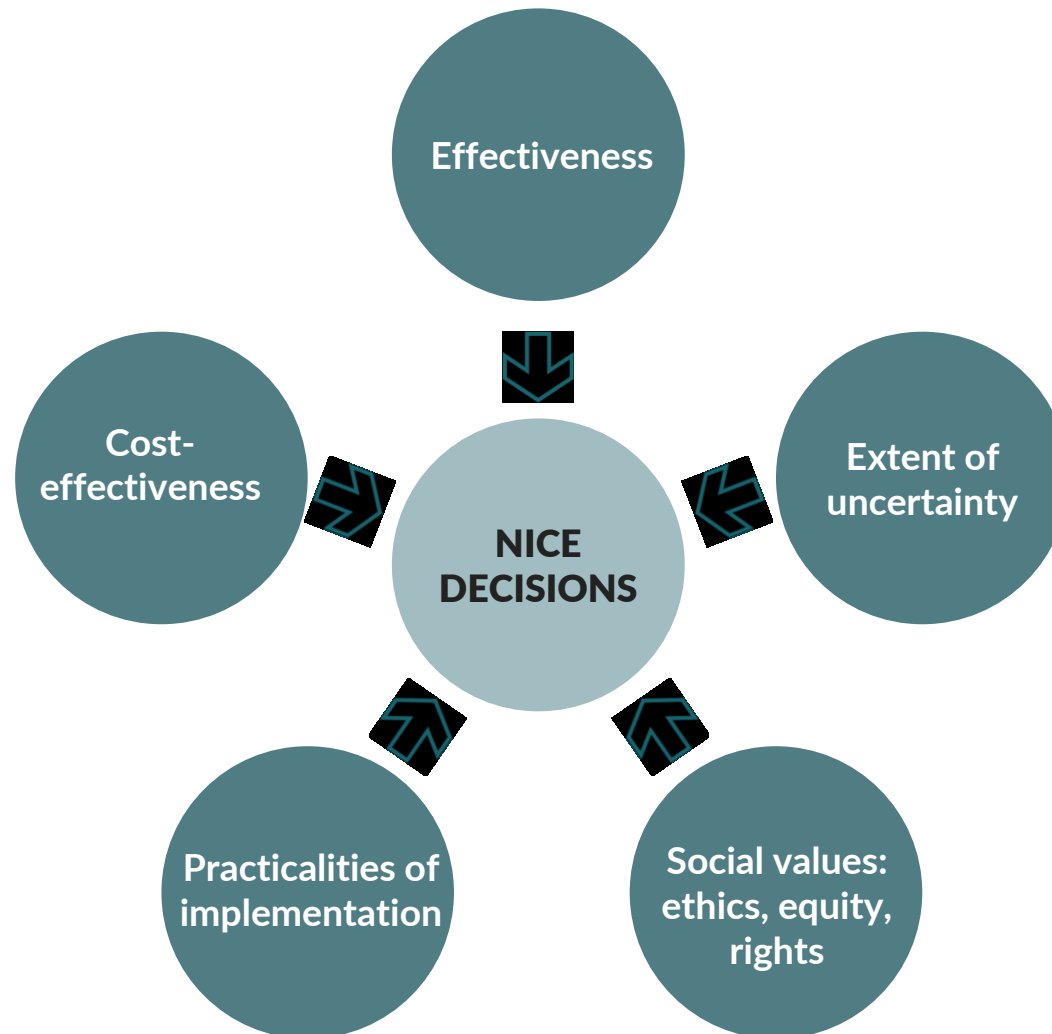 Effectiveness
Cost-
effectiveness
Extent of
uncertainty
NICE
DECISIONS
Practicalities of
implementation
Social values:
ethics, equity,
rights